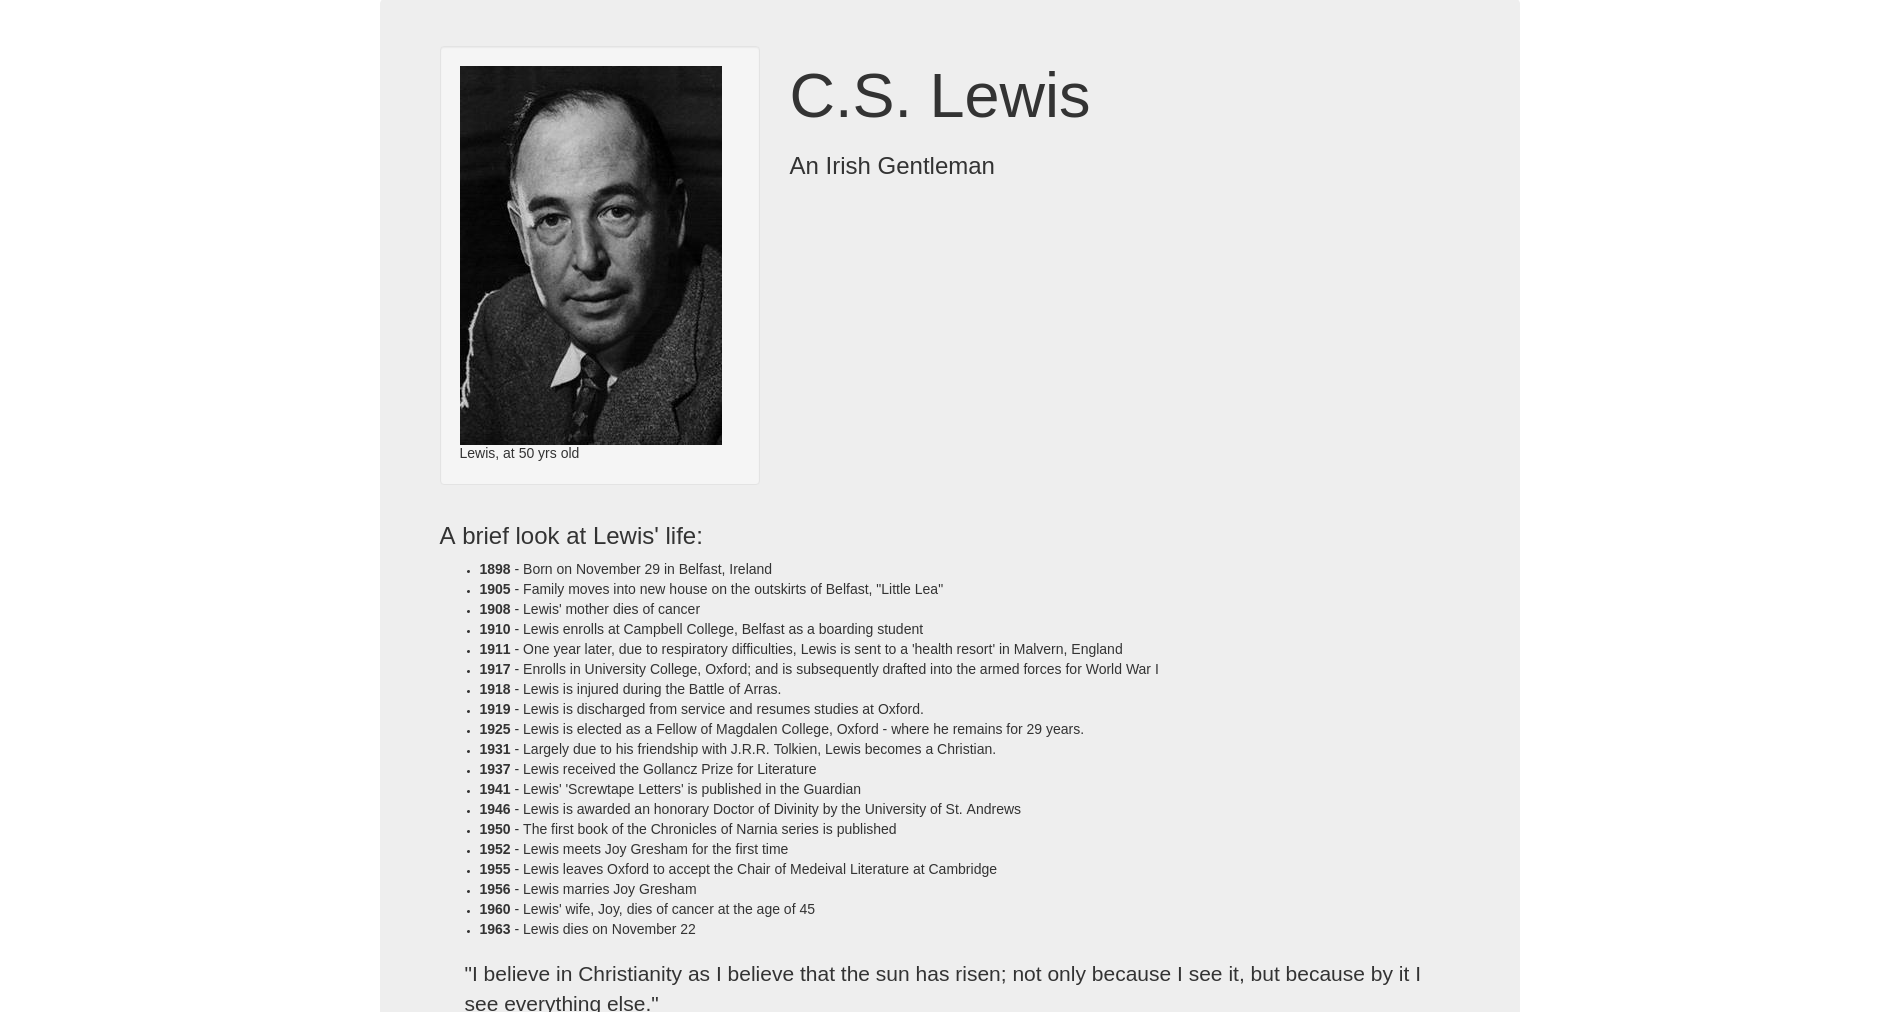 C.S. Lewis
An Irish Gentleman
Lewis, at 50 yrs old
A brief look at Lewis' life:
1898 - Born on November 29 in Belfast, Ireland
1905 - Family moves into new house on the outskirts of Belfast, "Little Lea"
1908 - Lewis' mother dies of cancer
1910 - Lewis enrolls at Campbell College, Belfast as a boarding student
1911 - One year later, due to respiratory difficulties, Lewis is sent to a 'health resort' in Malvern, England
1917 - Enrolls in University College, Oxford; and is subsequently drafted into the armed forces for World War I
1918 - Lewis is injured during the Battle of Arras.
1919 - Lewis is discharged from service and resumes studies at Oxford.
1925 - Lewis is elected as a Fellow of Magdalen College, Oxford - where he remains for 29 years.
1931 - Largely due to his friendship with J.R.R. Tolkien, Lewis becomes a Christian.
1937 - Lewis received the Gollancz Prize for Literature
1941 - Lewis' 'Screwtape Letters' is published in the Guardian
1946 - Lewis is awarded an honorary Doctor of Divinity by the University of St. Andrews
1950 - The first book of the Chronicles of Narnia series is published
1952 - Lewis meets Joy Gresham for the first time
1955 - Lewis leaves Oxford to accept the Chair of Medeival Literature at Cambridge
1956 - Lewis marries Joy Gresham
1960 - Lewis' wife, Joy, dies of cancer at the age of 45
1963 - Lewis dies on November 22
"I believe in Christianity as I believe that the sun has risen; not only because I see it, but because by it I
see everything else."